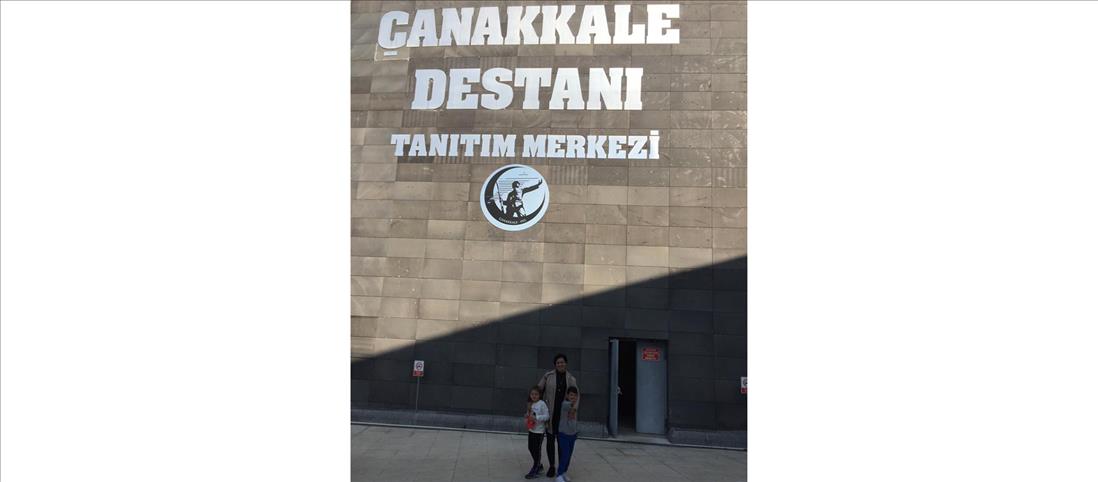 ÇANAKKALE
DESTANI
TANITIM MERKEZİ